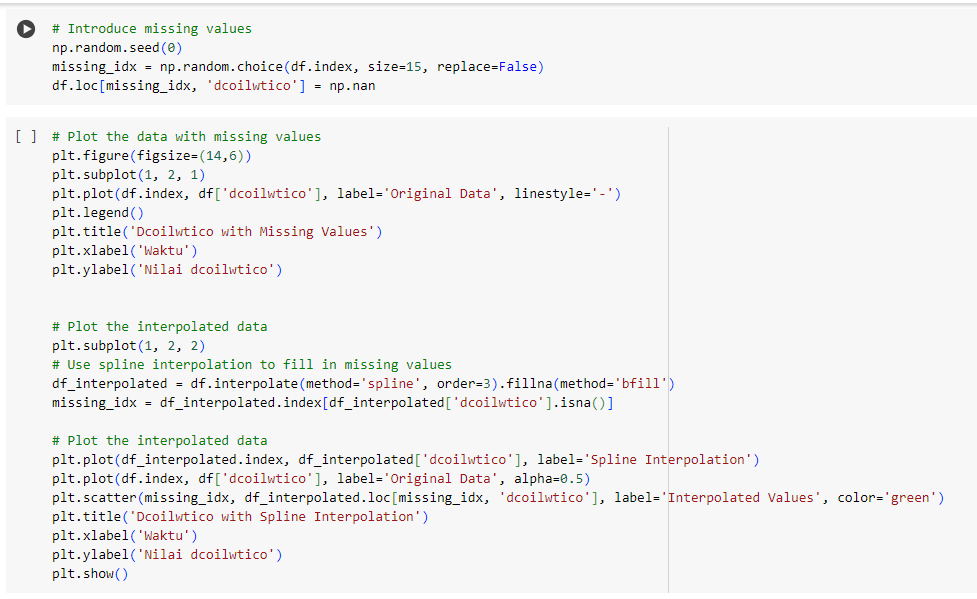 # Introduce missing values
np.random.seed(0)
missing_idx = np.random.choice(df.index, size=15, replace=False)
df.loc[missing_idx, 'dcoilwtico'] = np.nan
[ ] # Plot the data with missing values
plt.figure(figsize=(14,6))
plt.subplot(1, 2, 1)
plt.plot(df.index, df['dcoilwtico'], label='Original Data', linestyle='-')
plt.legend()
plt.title('Dcoilwtico with Missing Values')
plt.xlabel('Waktu')
plt.ylabel('Nilai dcoilwtico')
# Plot the interpolated data
plt.subplot(1, 2, 2)
# Use spline interpolation to fill in missing values
df_interpolated = df.interpolate(method='spline', order=3).fillna(method='bfill')
missing_idx = df_interpolated.index[df_interpolated['dcoilwtico'].isna()]
# Plot the interpolated data
plt.plot(df_interpolated.index, df_interpolated['dcoilwtico'], label='Spline Interpolation')
plt.plot(df.index, df['dcoilwtico'], label='Original Data', alpha=0.5)
plt.scatter(missing_idx, df_interpolated.loc[missing_idx, 'dcoilwtico'], label='Interpolated Values', color='green')
plt.title('Dcoilwtico with Spline Interpolation')
plt.xlabel('Waktu')
plt.ylabel('Nilai dcoilwtico')
plt.show()